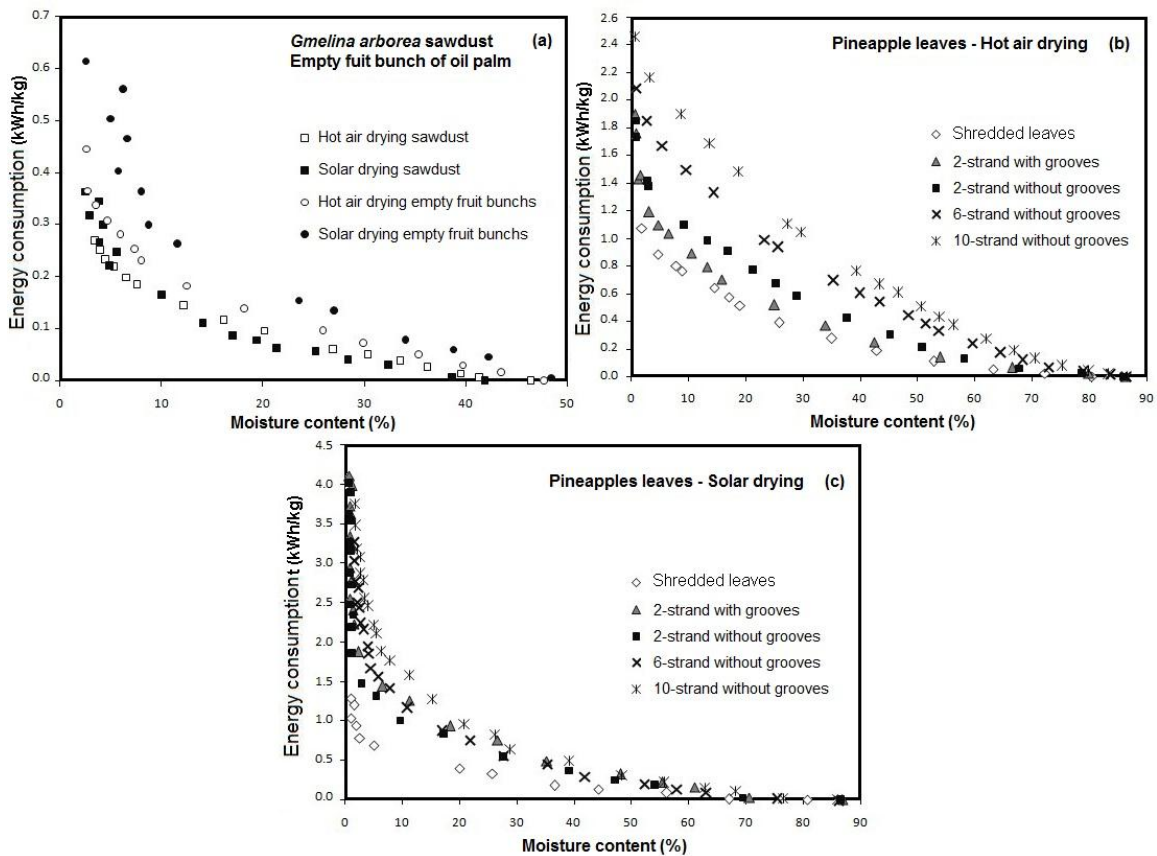 Gmelina arborea sawdust (a)
Empty fuit bunch of oil palm
Hot air drying sawdust
Solar drying sawdust
Hot air drying empty fruit bunchs
Solar drying empty fruit bunchs
Energy consumption (kWh/kg)
0.7
0.6
0.5
0.4
0.3
0.2
0.1
0.0
0 10 20 30 40 50
Moisture content (%)
Pineapple leaves - Hot air drying (b)
Shredded leaves
2-strand with grooves
2-strand without grooves
6-strand without grooves
10-strand without grooves
Energy consumption (kWh/kg)
2.6
2.4
2.2
2.0
1.8
1.6
1.4
1.2
1.0
0.8
0.6
0.4
0.2
0.0
0 10 20 30 40 50 60 70 80 90
Moisture content (%)
Pineapples leaves - Solar drying (c)
Shredded leaves
2-strand with grooves
2-strand without grooves
6-strand without grooves
10-strand without grooves
Energy consumption t (kWh/kg)
4.5
4.0
3.5
3.0
2.5
2.0
1.5
1.0
0.5
0.0
0 10 20 30 40 50 60 70 80 90
Moisture content (%)